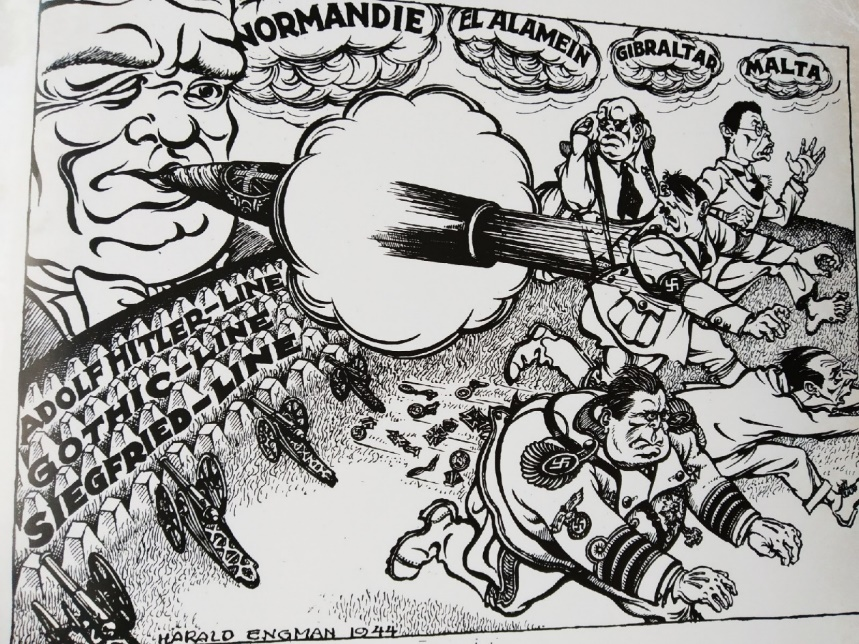 NORMANDIE
EL ALAMEIN
GIBRALTAR
MALTA
ADOLF HITLER-LINE
GOTHIC-LINE
SIEGFRIED-LINE
HARALD ENGMAN 1944